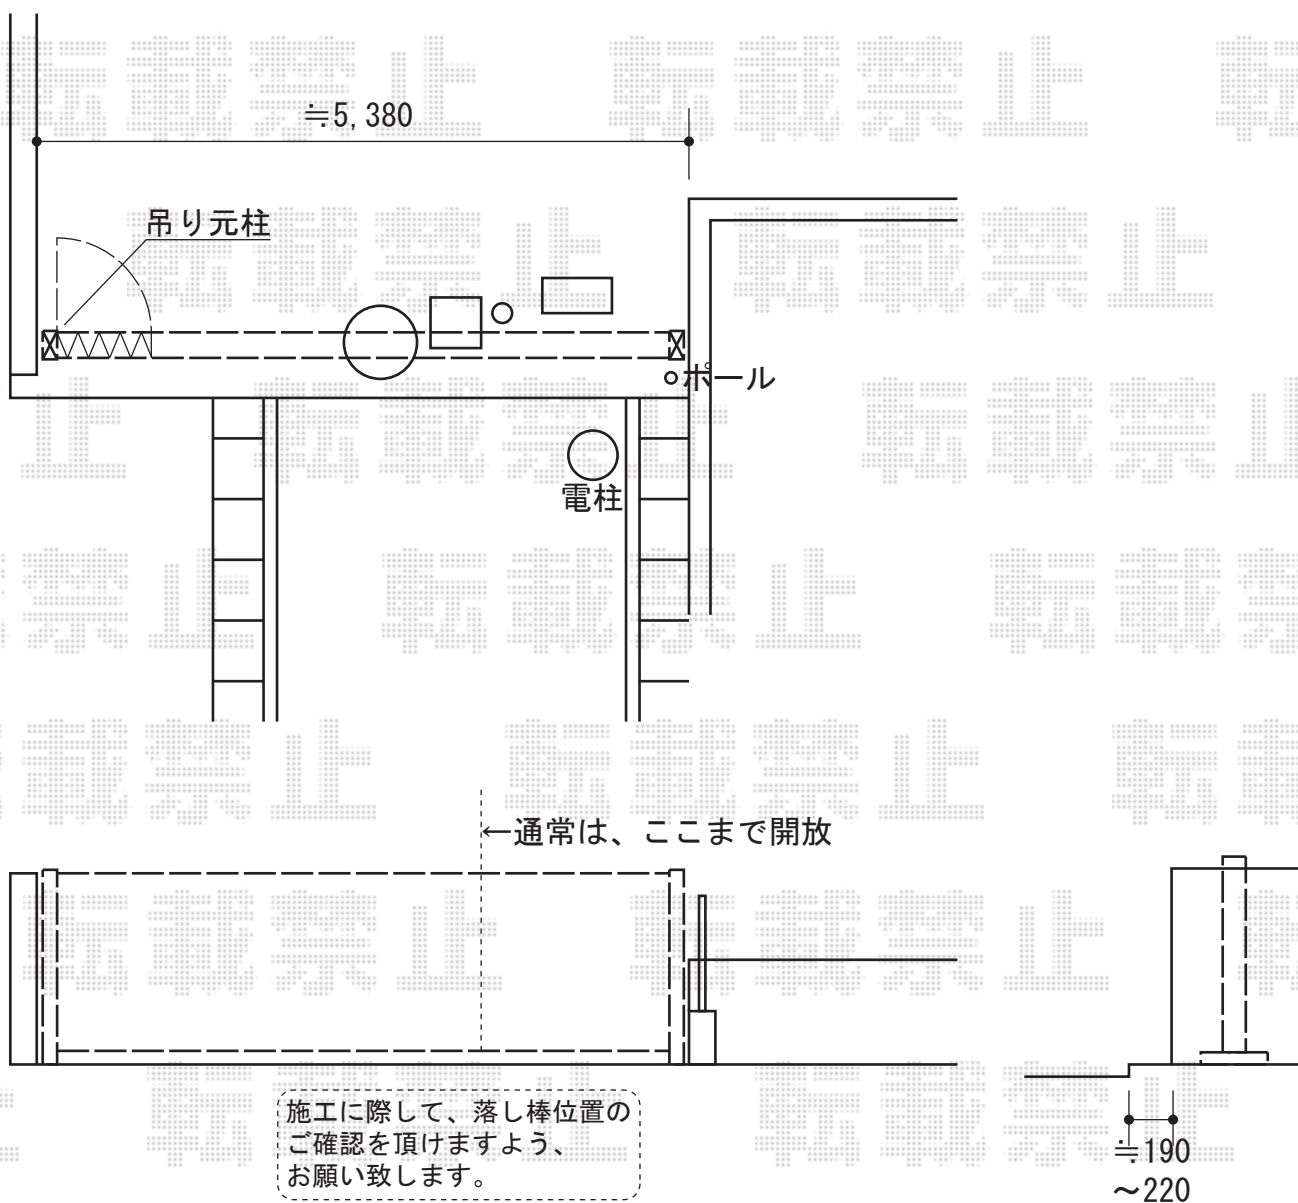 ≒5,380
吊り元柱
ポール
電柱
←通常は、ここまで開放
施工に際して、落し棒位置の
ご確認を頂けますよう、
お願い致します。
≒190
～220
転載禁止